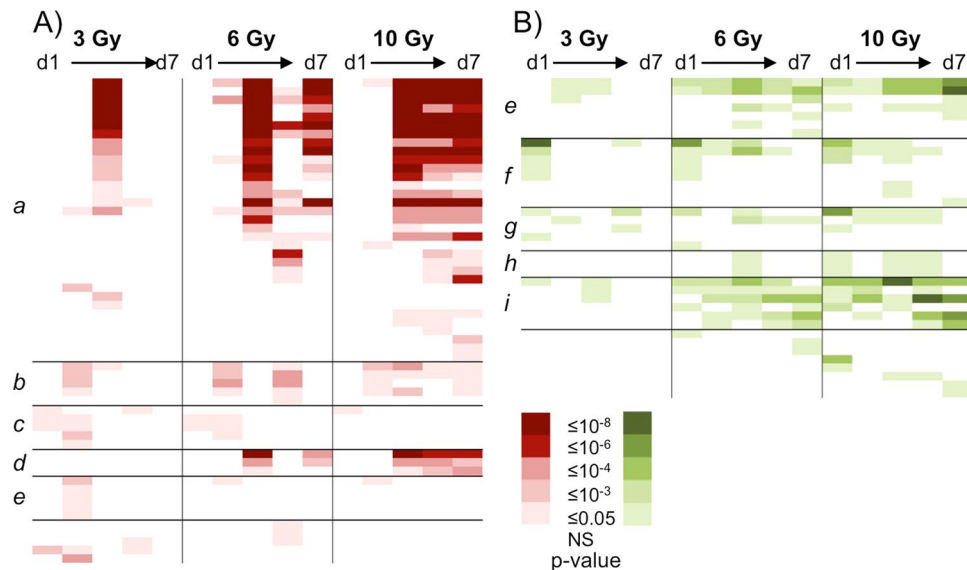 A)
3 Gy 6 Gy 10 Gy
d1 d7 d1 d7 d1 d7
a
b
c
d
e
B)
3 Gy 6 Gy 10 Gy
d1 d7 d1 d7 d1 d7
e
f
g
h
i
≤10⁻⁸
≤10⁻⁶
≤10⁻⁴
≤10⁻³
≤0.05
NS
p-value